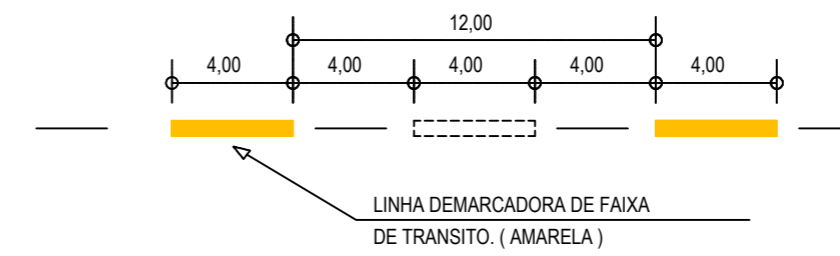 12,00
4,00 4,00 4,00 4,00 4,00
LINHA DEMARCADORA DE FAIXA
DE TRANSITO. ( AMARELA )